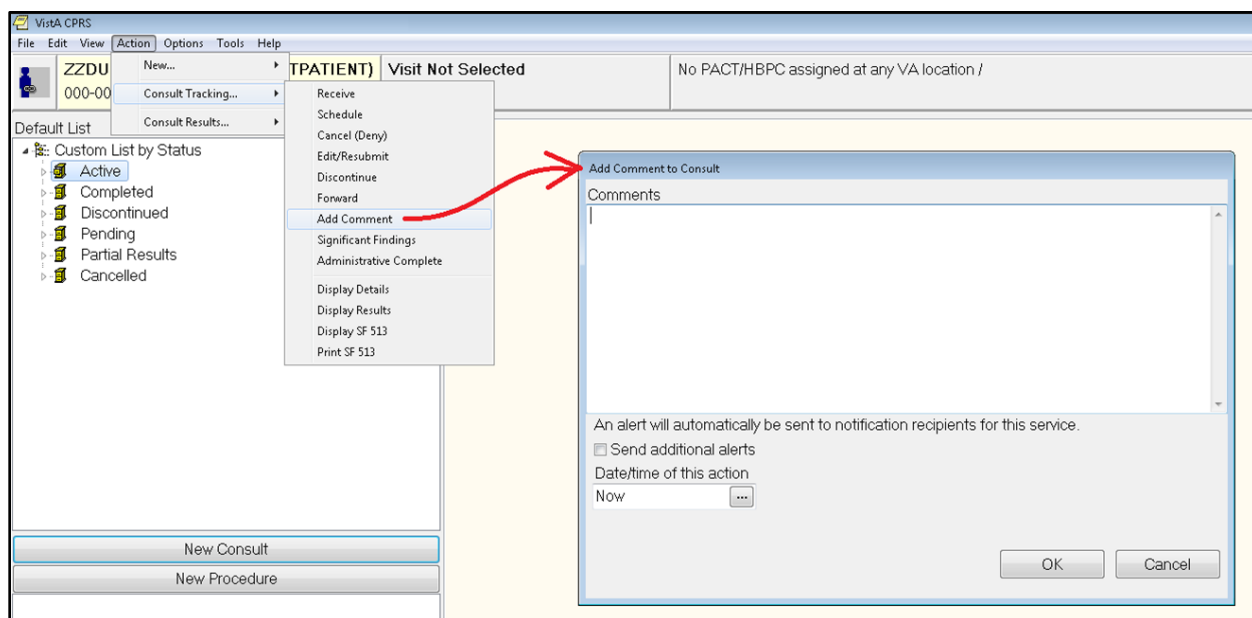 VistA CPRS
File Edit View Action Options Tools Help
ZZDU
000-00
TPATIENT) Visit Not Selected
No PACT/HBPC assigned at any VA location /
New...
Consult Tracking...
Consult Results...
Receive
Schedule
Cancel (Deny)
Edit/Resubmit
Discontinue
Forward
Add Comment
Significant Findings
Administrative Complete
Display Details
Display Results
Display SF 513
Print SF 513
Default List
Custom List by Status
Active
Completed
Discontinued
Pending
Partial Results
Cancelled
New Consult
New Procedure
Add Comment to Consult
Comments
An alert will automatically be sent to notification recipients for this service.
Send additional alerts
Date/time of this action
Now ...
OK Cancel